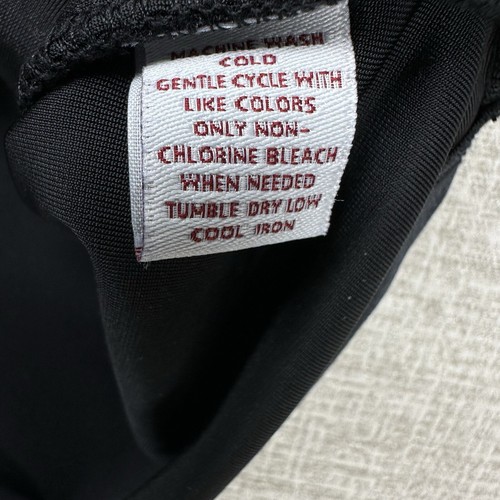 MACHINE WASH
COLD
GENTLE CYCLE WITH
LIKE COLORS
ONLY NON-
CHLORINE BLEACH
WHEN NEEDED
TUMBLE DRY LOW
COOL IRON